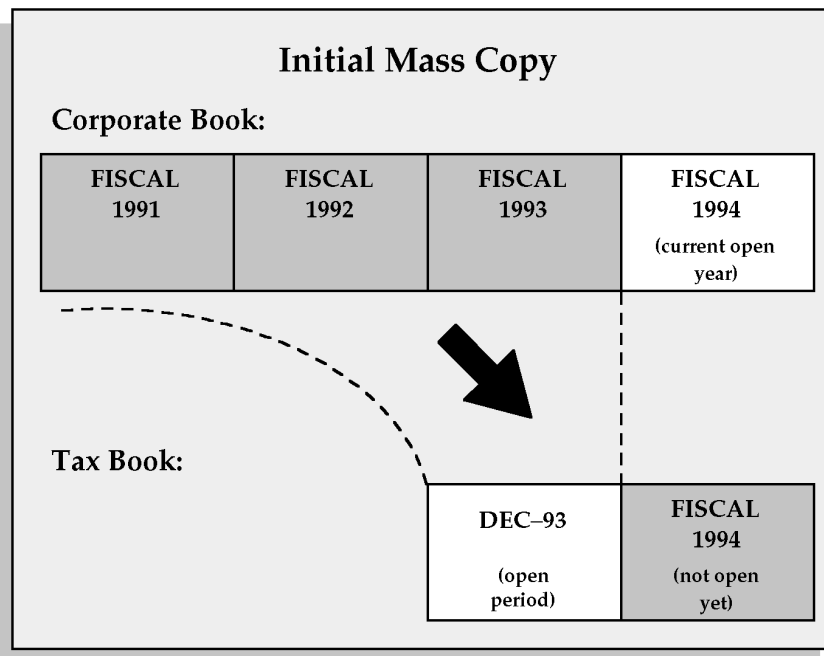 Initial Mass Copy
Corporate Book:
FISCAL
1991
FISCAL
1992
FISCAL
1993
FISCAL
1994
(current open
year)
Tax Book:
DEC–93
(open
period)
FISCAL
1994
(not open
yet)